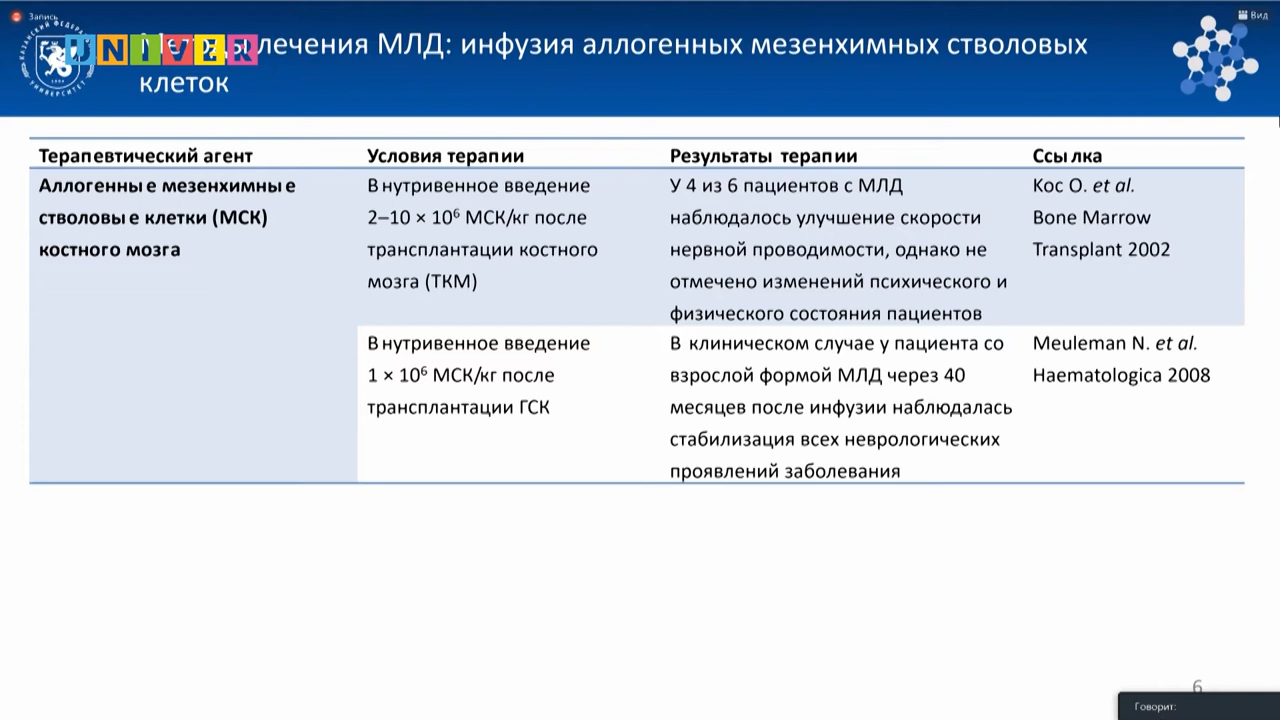 Запись
Вид
UNIVER
лечения МЛД: инфузия аллогенных мезенхимных стволовых
клеток
Терапевтический агент
Условия терапии
Результаты терапии
Ссылка
Аллогенные мезенхимные
стволовые клетки (МСК)
костного мозга
Внутривенное введение
2–10 × 10⁶ МСК/кг после
трансплантации костного
мозга (ТКМ)
У 4 из 6 пациентов с МЛД
наблюдалось улучшение скорости
нервной проводимости, однако не
отмечено изменений психического и
физического состояния пациентов
Koc O. et al.
Bone Marrow
Transplant 2002
Внутривенное введение
1 × 10⁶ МСК/кг после
трансплантации ГСК
В клиническом случае у пациента со
взрослой формой МЛД через 40
месяцев после инфузии наблюдалась
стабилизация всех неврологических
проявлений заболевания
Meuleman N. et al.
Haematologica 2008
6
Говорит: